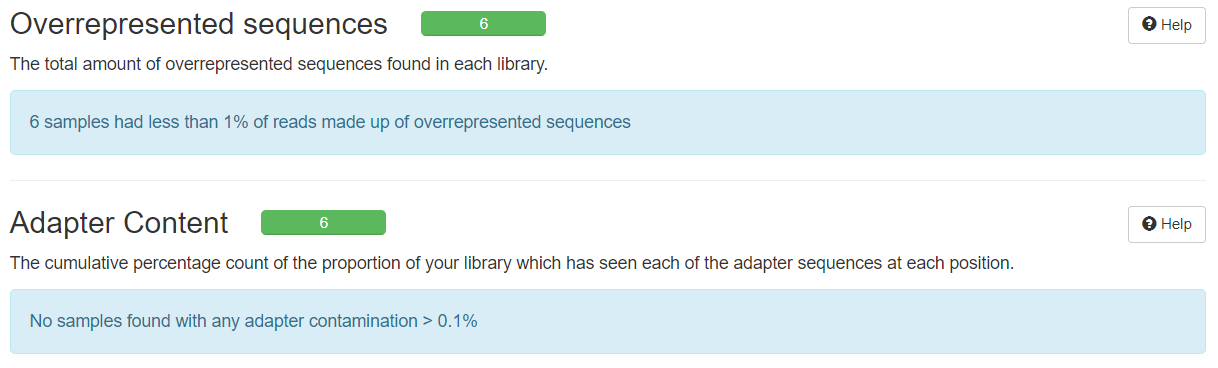 Overrepresented sequences 6 Help
The total amount of overrepresented sequences found in each library.
6 samples had less than 1% of reads made up of overrepresented sequences
Adapter Content 6 Help
The cumulative percentage count of the proportion of your library which has seen each of the adapter sequences at each position.
No samples found with any adapter contamination > 0.1%